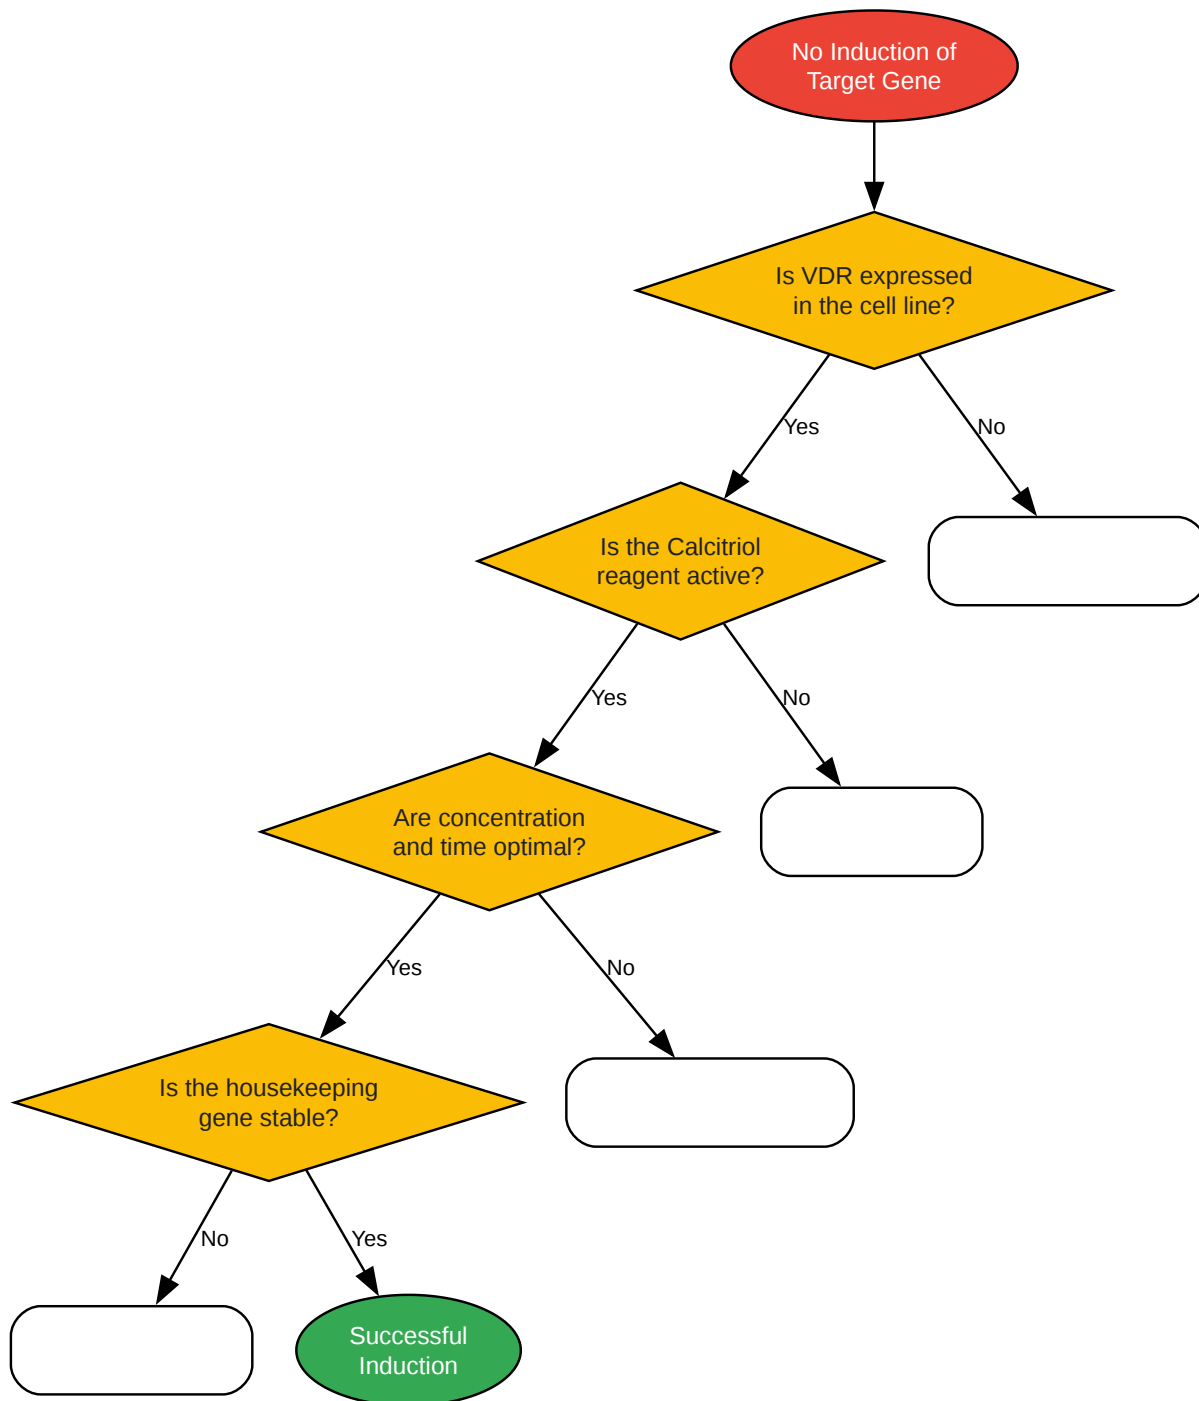 No Induction of
Target Gene
Is VDR expressed
in the cell line?
Yes
No
Is the Calcitriol
reagent active?
Yes
No
Are concentration
and time optimal?
Yes
No
Is the housekeeping
gene stable?
No
Yes
Successful
Induction